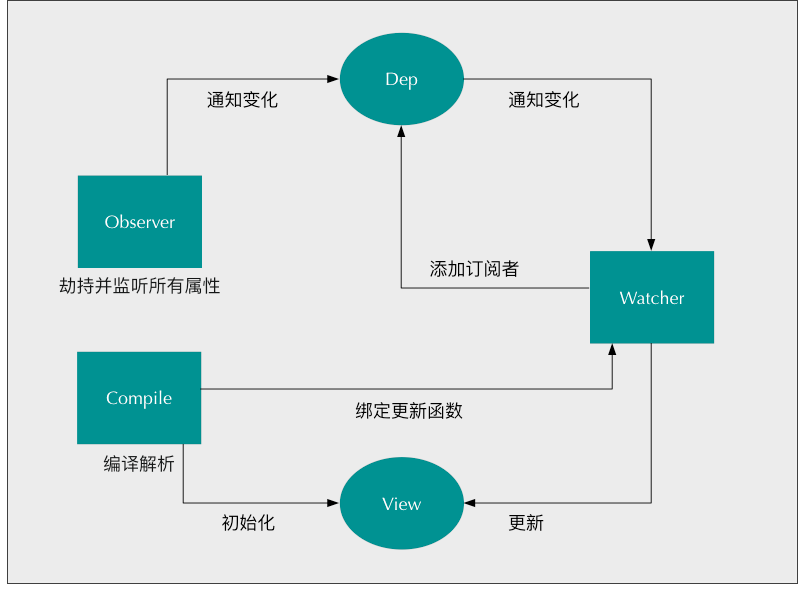 Dep
通知变化
通知变化
Observer
劫持并监听所有属性
添加订阅者
Watcher
Compile
绑定更新函数
编译解析
View
初始化
更新